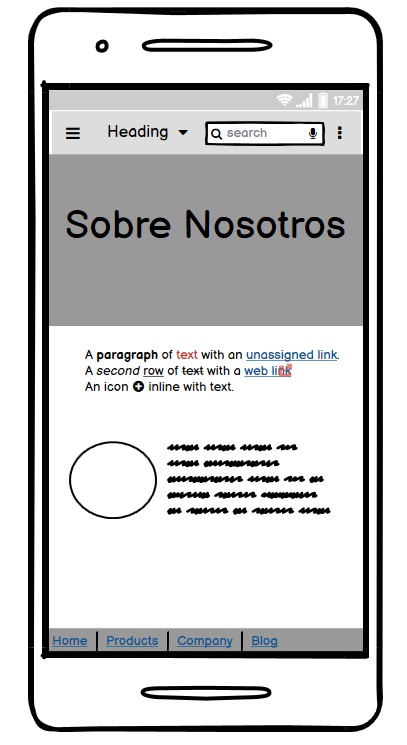 17:27
Heading search
Sobre Nosotros
A paragraph of text with an unassigned link.
A second row of text with a web link
An icon inline with text.
Home Products Company Blog